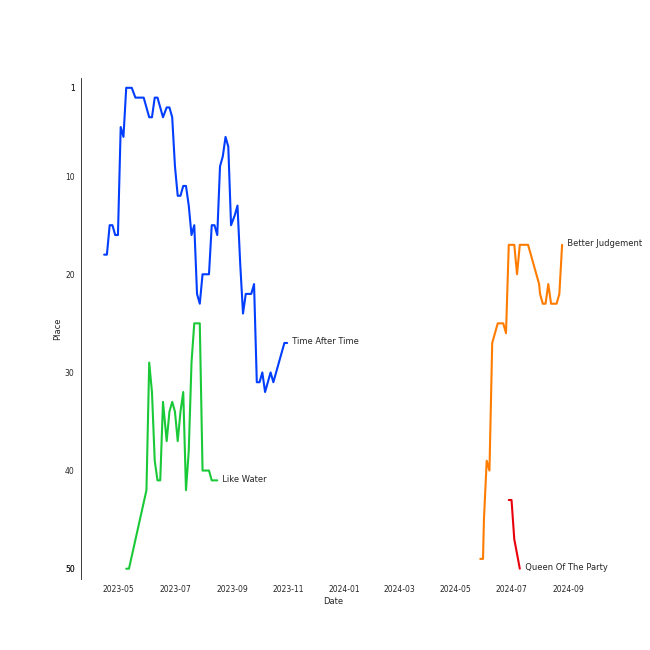 1
10
20
30
40
50
Place
Better Judgement
Time After Time
Like Water
Queen Of The Party
2023-05
2023-07
2023-09
2023-11
2024-01
2024-03
2024-05
2024-07
2024-09
Date